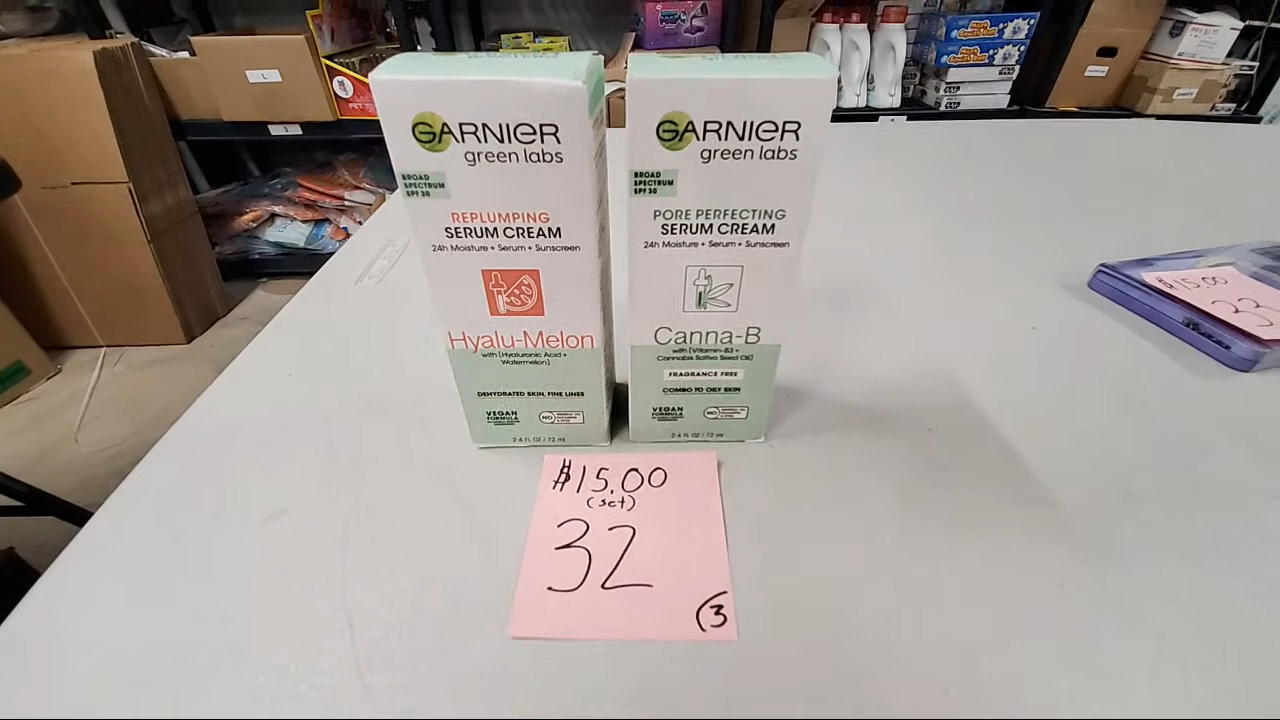 GARNIER
green labs
BROAD
SPECTRUM
SPF 30
REPLUMPING
SERUM CREAM
24h Moisture + Serum + Sunscreen
Hyalu-Melon
with [Hyaluronic Acid +
Watermelon]
DEHYDRATED SKIN, FINE LINES
VEGAN
FORMULA
NO
2.4 FL OZ / 72 ml
GARNIER
green labs
BROAD
SPECTRUM
SPF 30
PORE PERFECTING
SERUM CREAM
24h Moisture + Serum + Sunscreen
Canna-B
with [Vitamin-B3 +
Cannabis Sativa Seed Oil]
FRAGRANCE FREE
COMBO TO OILY SKIN
VEGAN
FORMULA
NO
2.4 FL OZ / 72 ml
$15.00
(set)
32
(3
$15.00
33
L
3